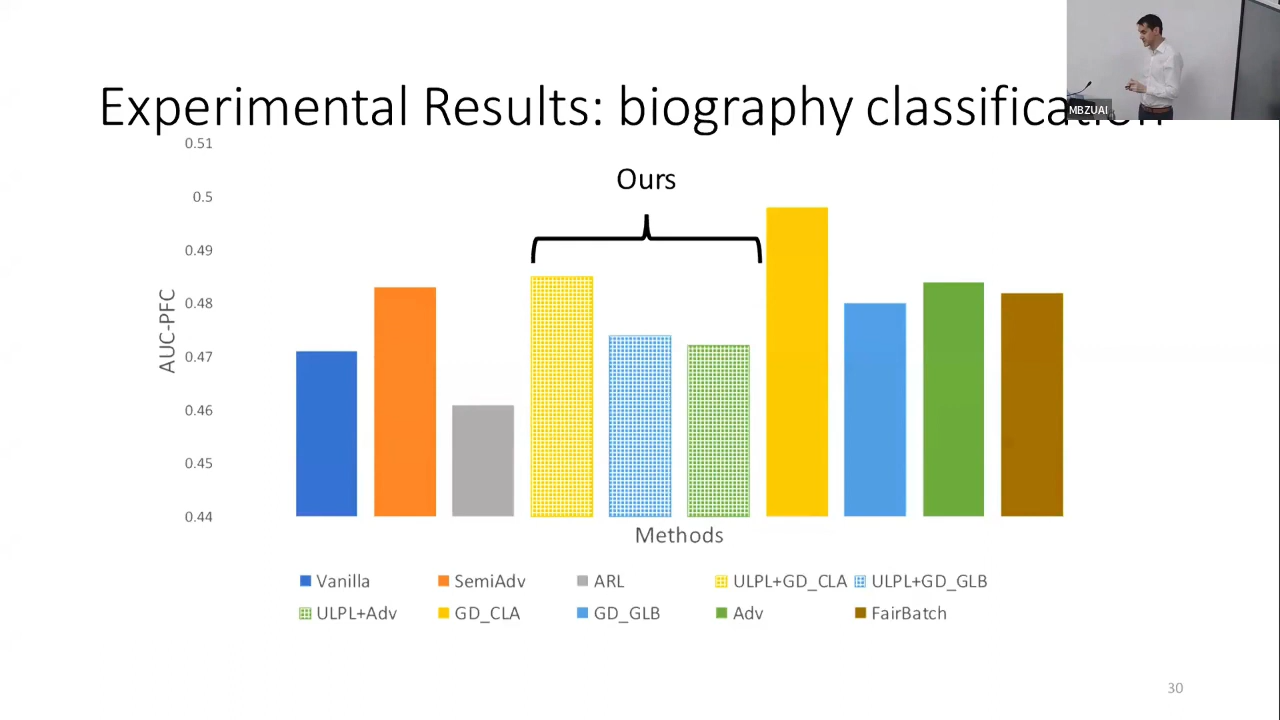 Experimental Results: biography classification
MBZUAI
0.51
Ours
0.5
0.49
0.48
0.47
0.46
0.45
0.44
AUC-PFC
Methods
Vanilla SemiAdv ARL ULPL+GD_CLA ULPL+GD_GLB
ULPL+Adv GD_CLA GD_GLB Adv FairBatch
30